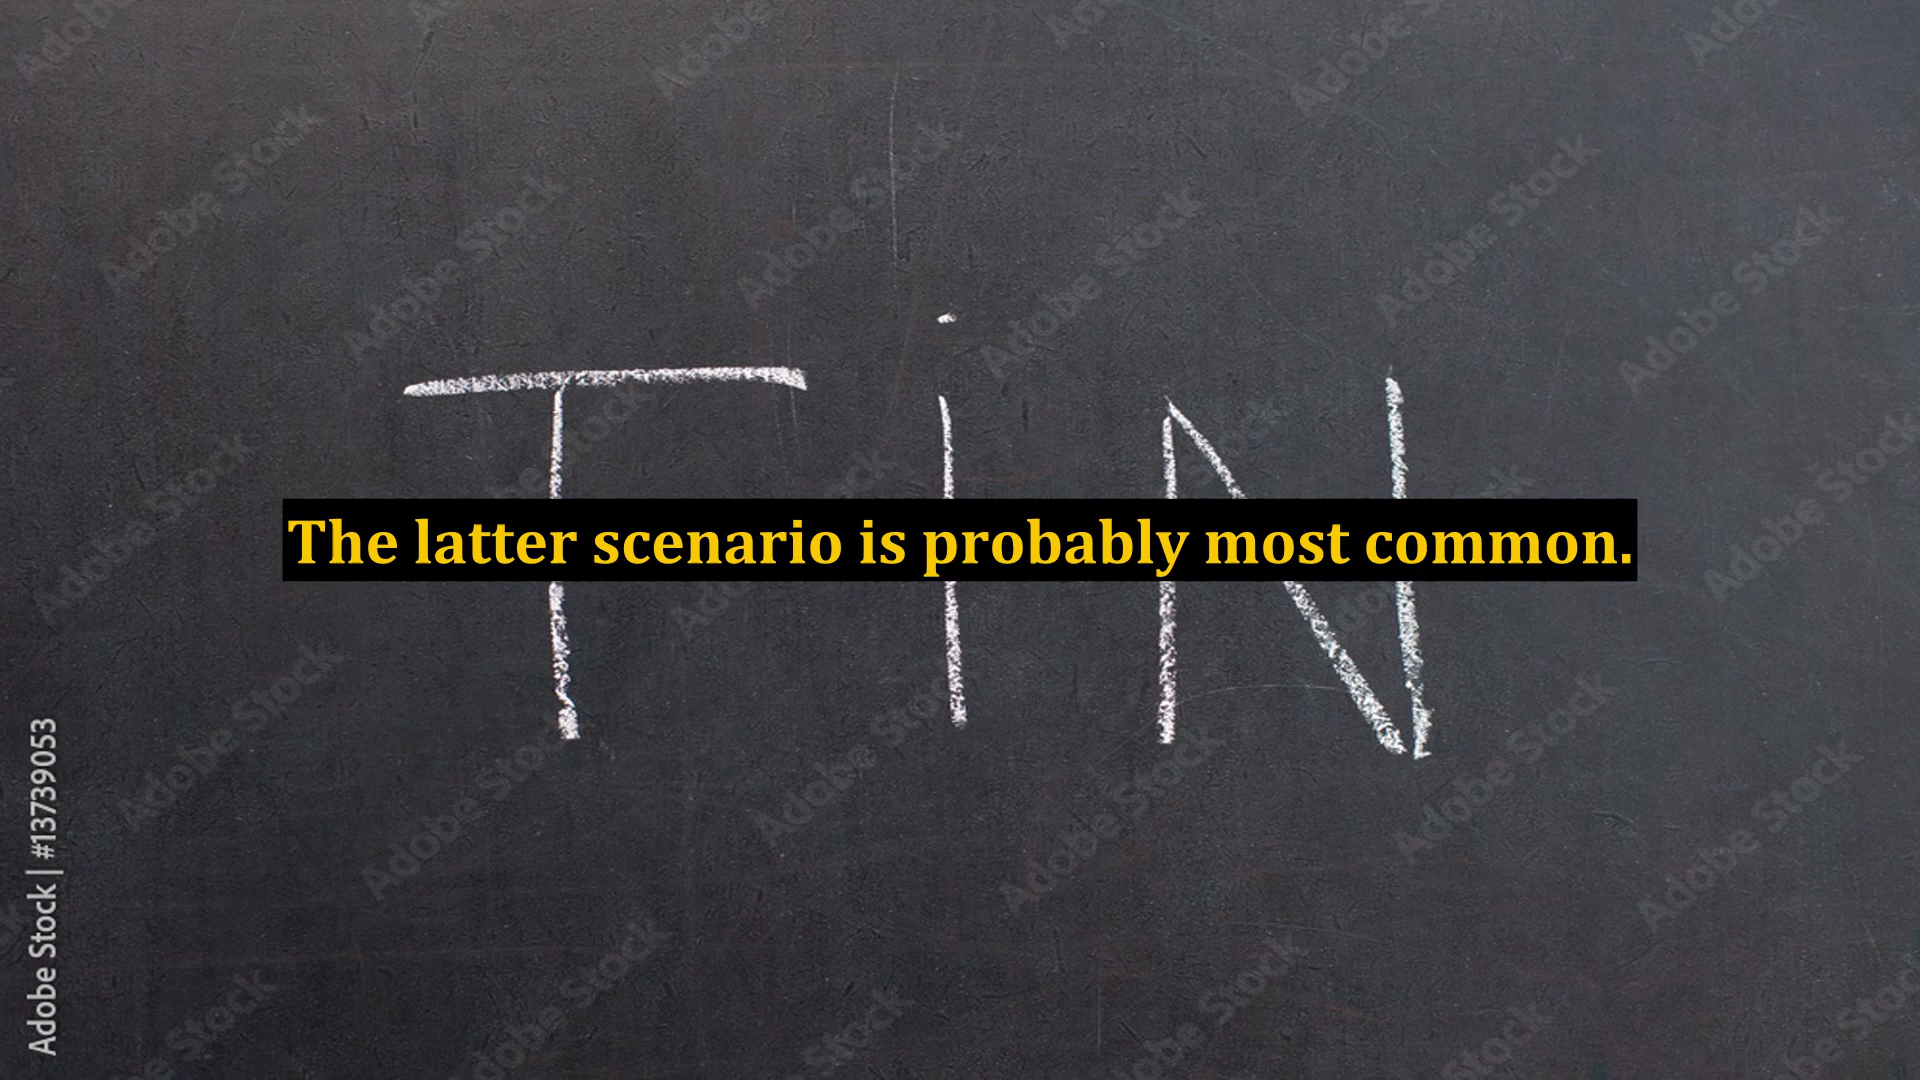 TiN
The latter scenario is probably most common.
Adobe Stock | #13739053